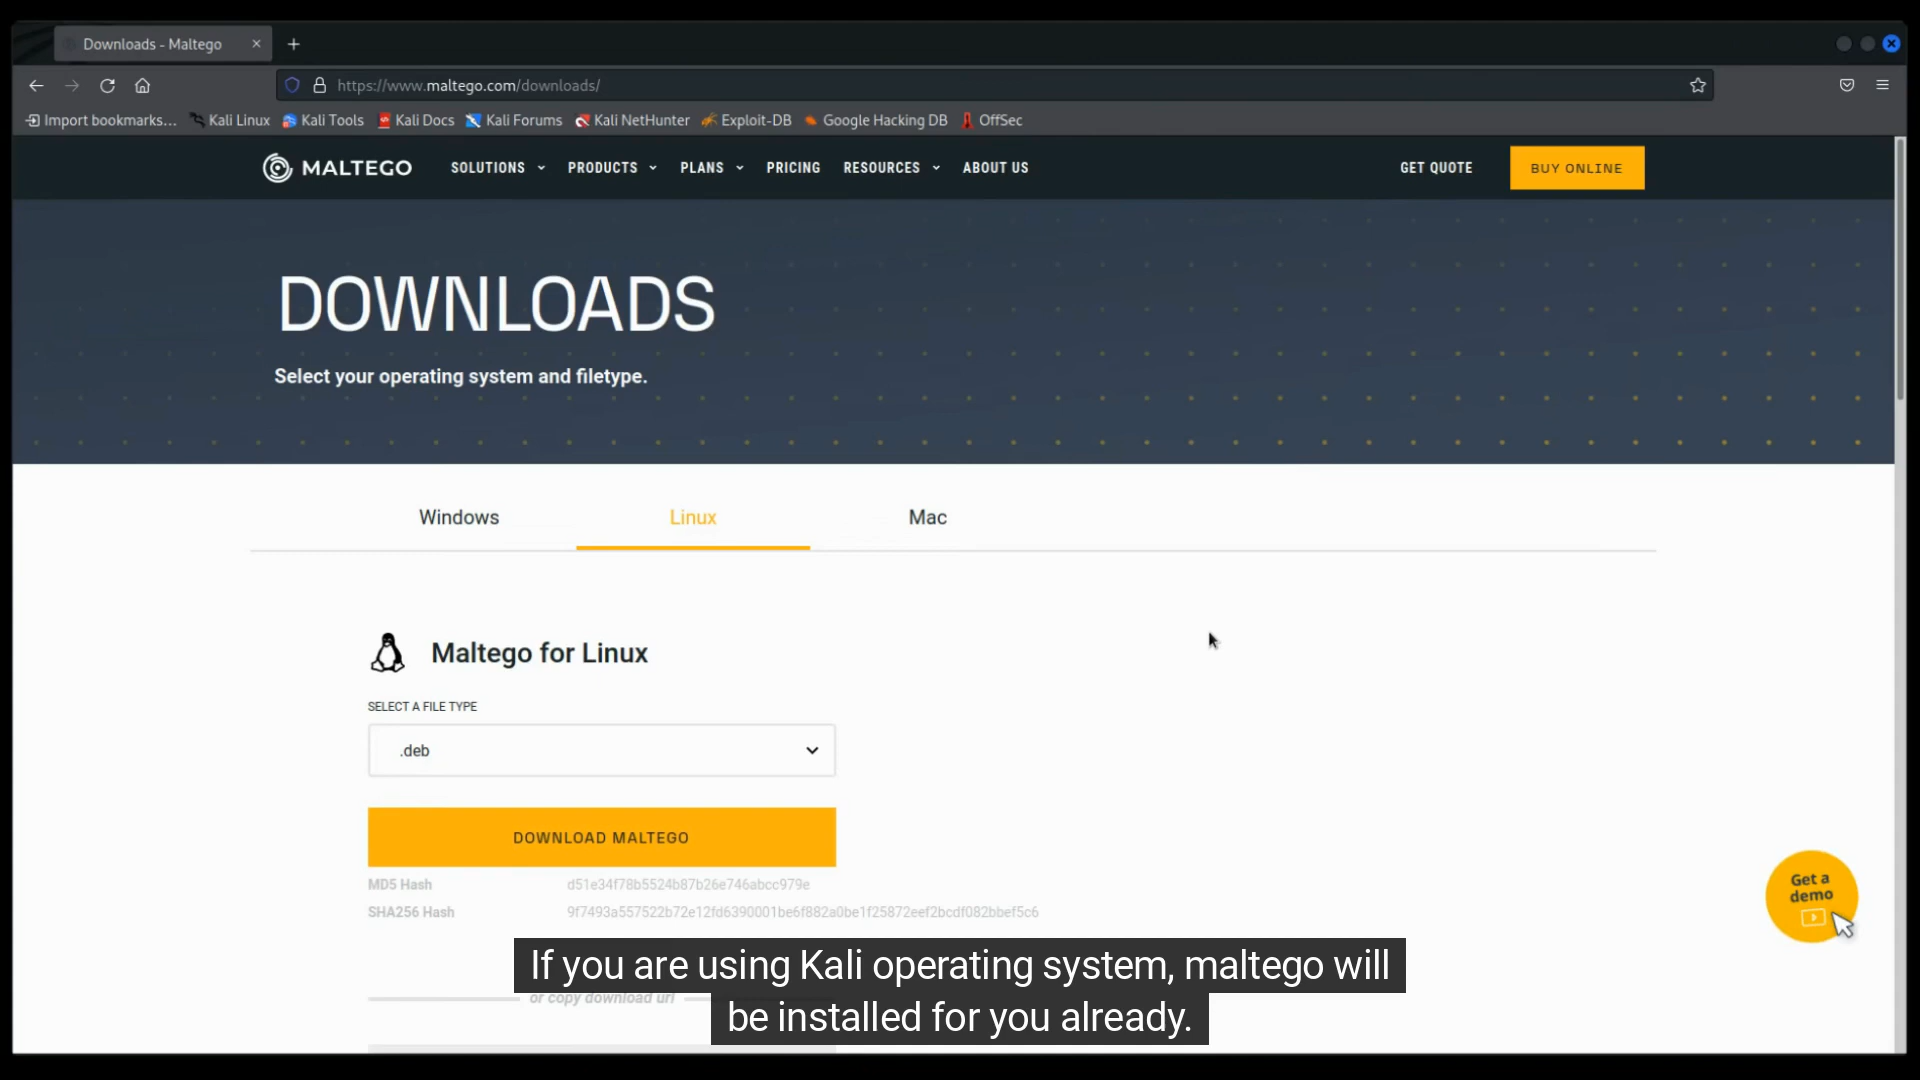 Downloads - Maltego
https://www.maltego.com/downloads/
Import bookmarks... Kali Linux Kali Tools Kali Docs Kali Forums Kali NetHunter Exploit-DB Google Hacking DB OffSec
MALTEGO SOLUTIONS PRODUCTS PLANS PRICING RESOURCES ABOUT US GET QUOTE BUY ONLINE
DOWNLOADS
Select your operating system and filetype.
Windows Linux Mac
Maltego for Linux
SELECT A FILE TYPE
.deb
DOWNLOAD MALTEGO
MD5 Hash d51e34f78b5524b87b26e746abcc979e
SHA256 Hash 9f7493a557522b72e12fd6390001be6f882a0be1f25872eef2bcdf082bbef5c6
Get a
demo
If you are using Kali operating system, maltego will
or copy download url
be installed for you already.